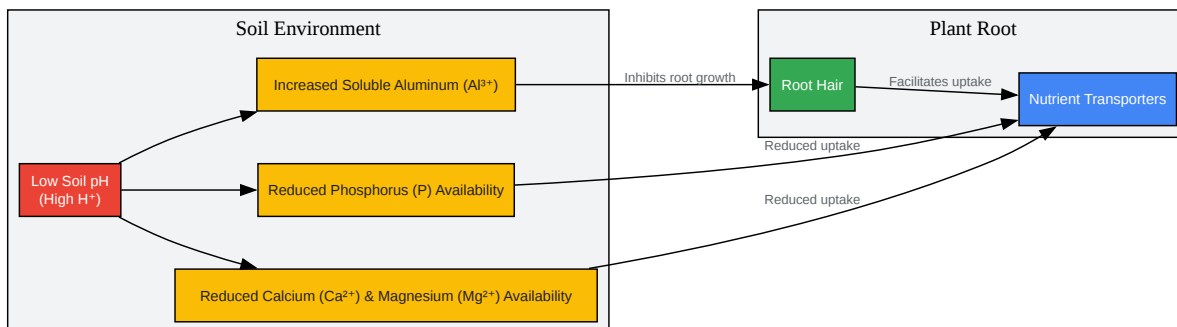 Soil Environment
Plant Root
Increased Soluble Aluminum (Al³⁺)
Inhibits root growth
Root Hair
Facilitates uptake
Nutrient Transporters
Low Soil pH
(High H⁺)
Reduced Phosphorus (P) Availability
Reduced uptake
Reduced uptake
Reduced Calcium (Ca²⁺) & Magnesium (Mg²⁺) Availability